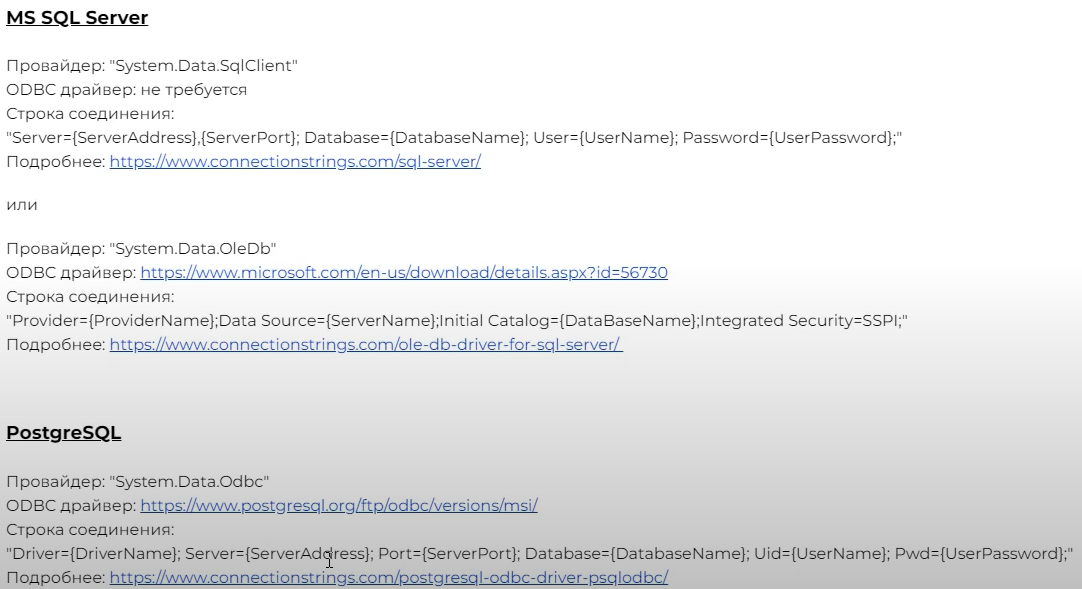 MS SQL Server
Провайдер: "System.Data.SqlClient"
ODBC драйвер: не требуется
Строка соединения:
"Server={ServerAddress},{ServerPort}; Database={DatabaseName}; User={UserName}; Password={UserPassword};"
Подробнее: https://www.connectionstrings.com/sql-server/
или
Провайдер: "System.Data.OleDb"
ODBC драйвер: https://www.microsoft.com/en-us/download/details.aspx?id=56730
Строка соединения:
"Provider={ProviderName};Data Source={ServerName};Initial Catalog={DataBaseName};Integrated Security=SSPI;"
Подробнее: https://www.connectionstrings.com/ole-db-driver-for-sql-server/
PostgreSQL
Провайдер: "System.Data.Odbc"
ODBC драйвер: https://www.postgresql.org/ftp/odbc/versions/msi/
Строка соединения:
"Driver={DriverName}; Server={ServerAddress}; Port={ServerPort}; Database={DatabaseName}; Uid={UserName}; Pwd={UserPassword};"
Подробнее: https://www.connectionstrings.com/postgresql-odbc-driver-psqlodbc/